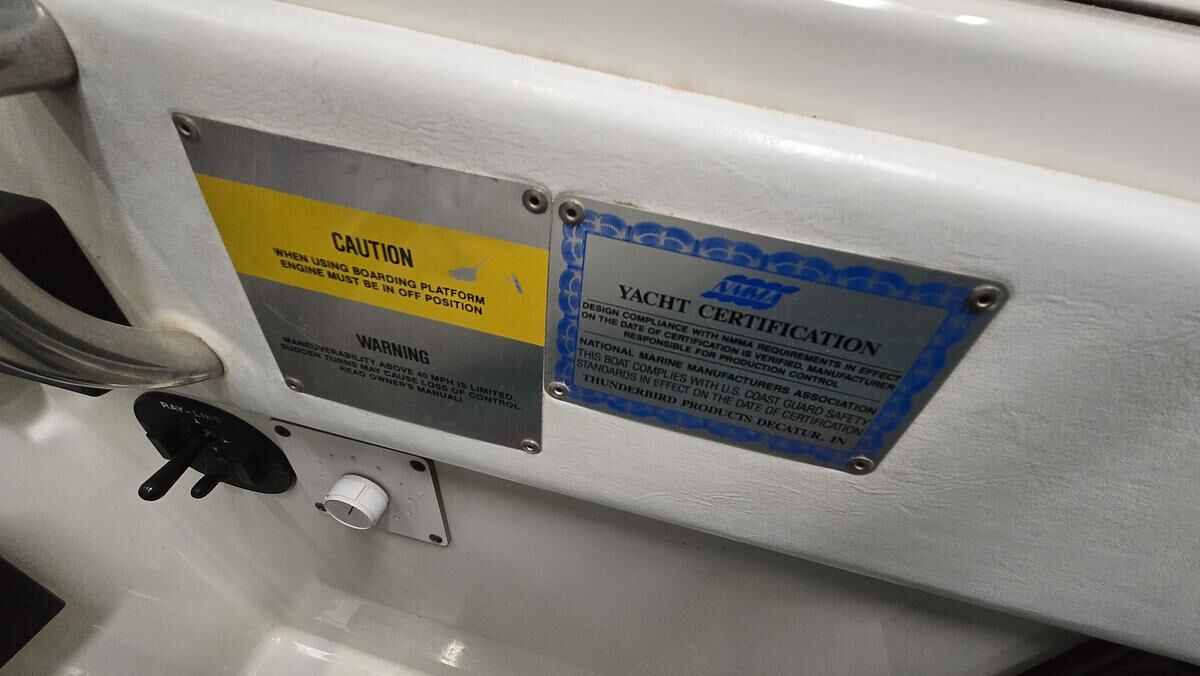 CAUTION
WHEN USING BOARDING PLATFORM
ENGINE MUST BE IN OFF POSITION
WARNING
MANEUVERABILITY ABOVE 40 MPH IS LIMITED.
SUDDEN TURNS MAY CAUSE LOSS OF CONTROL.
READ OWNER'S MANUAL!
NMMA
YACHT CERTIFICATION
DESIGN COMPLIANCE WITH NMMA REQUIREMENTS IN EFFECT
ON THE DATE OF CERTIFICATION IS VERIFIED. MANUFACTURER
RESPONSIBLE FOR PRODUCTION CONTROL
NATIONAL MARINE MANUFACTURERS ASSOCIATION
THIS BOAT COMPLIES WITH U.S. COAST GUARD SAFETY
STANDARDS IN EFFECT ON THE DATE OF CERTIFICATION
THUNDERBIRD PRODUCTS DECATUR, IN
RAY-LINE